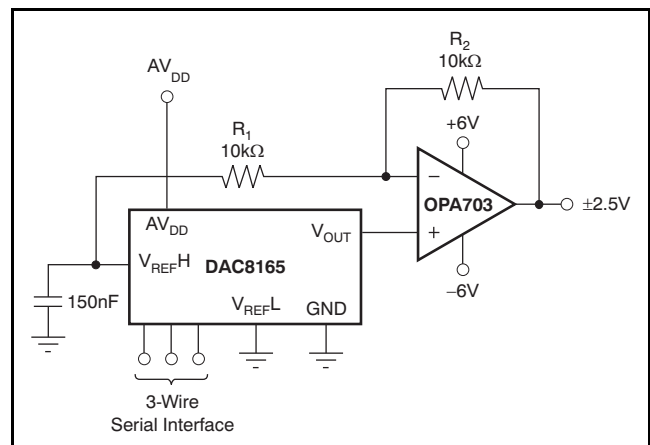 R2
10kΩ
AVDD
+6V
R1
10kΩ
−
OPA703
±2.5V
+
AVDD
VOUT
VREFH
DAC8165
−6V
150nF
VREFL
GND
3-Wire
Serial Interface